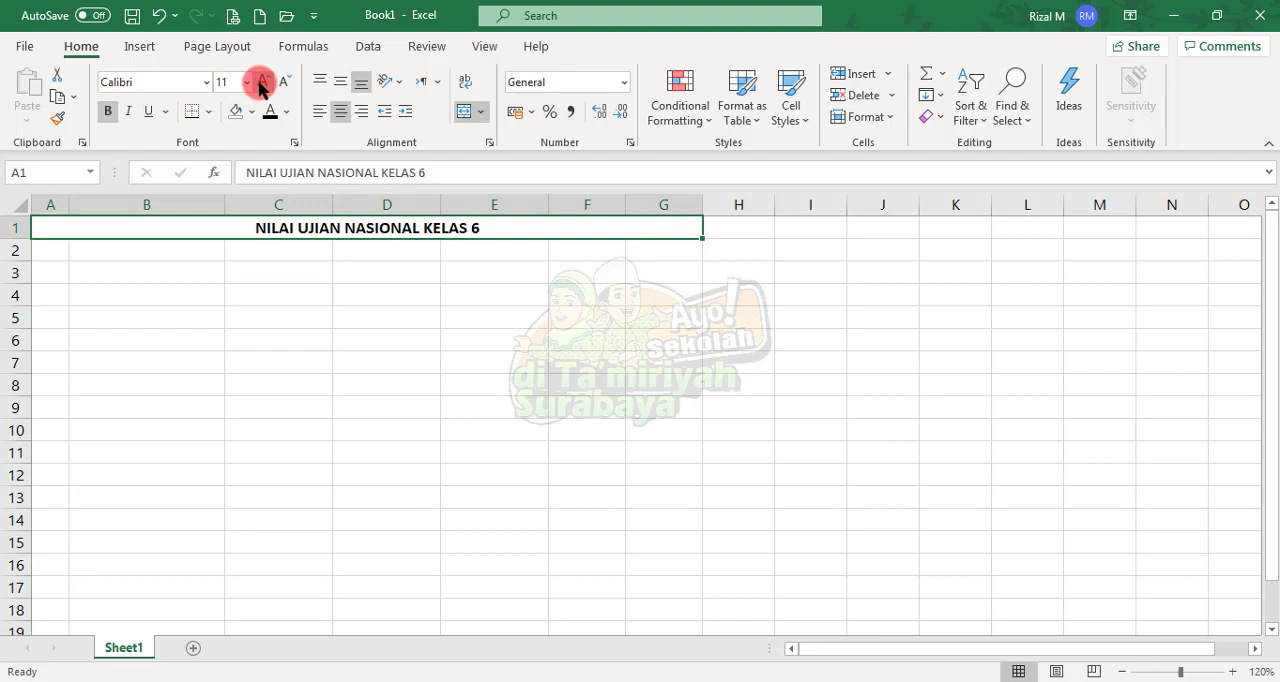 AutoSave Off Book1 - Excel Search Rizal M RM
File Home Insert Page Layout Formulas Data Review View Help Share Comments
Paste Calibri 11 General Conditional Formatting Format as Table Cell Styles Insert Delete Format Sort & Filter Find & Select Ideas Sensitivity
Clipboard Font Alignment Number Styles Cells Editing Ideas Sensitivity
A1 fx NILAI UJIAN NASIONAL KELAS 6
A B C D E F G H I J K L M N O
1 NILAI UJIAN NASIONAL KELAS 6
2
3
4
Ayo!
5
sekolah
6
7
di Ta'miriyah
8
Surabaya
9
10
11
12
13
14
15
16
17
18
19
Sheet1
Ready 120%